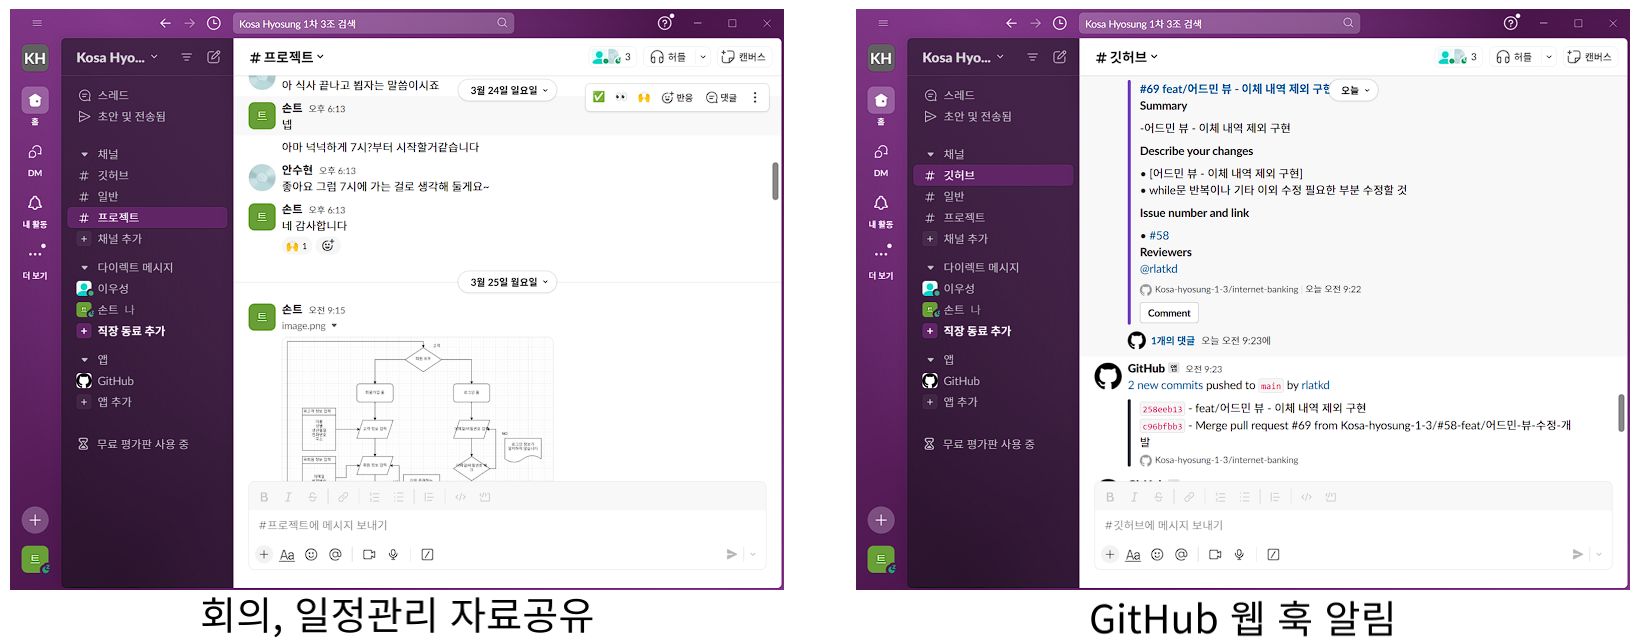 Kosa Hyosung 1차 3조 검색
KH
Kosa Hyo...
홈
DM
내 활동
더 보기
스레드
초안 및 전송됨
채널
# 깃허브
# 일반
# 프로젝트
+ 채널 추가
다이렉트 메시지
이우성
손트 나
+ 직장 동료 추가
앱
GitHub
+ 앱 추가
무료 평가판 사용 중
트
# 프로젝트
3
허들
캔버스
아 식사 끝나고 뵙자는 말씀이시죠
3월 24일 일요일
반응
댓글
트
손트 오후 6:13
넵
아마 넉넉하게 7시?부터 시작할거같습니다
안수현 오후 6:13
좋아요 그럼 7시에 가는 걸로 생각해 둘게요~
트
손트 오후 6:13
네 감사합니다
1
3월 25일 월요일
트
손트 오전 9:15
image.png
NO
B I S
#프로젝트에 메시지 보내기
+ Aa
회의, 일정관리 자료공유
Kosa Hyosung 1차 3조 검색
KH
Kosa Hyo...
홈
DM
내 활동
더 보기
스레드
초안 및 전송됨
채널
# 깃허브
# 일반
# 프로젝트
+ 채널 추가
다이렉트 메시지
이우성
손트 나
+ 직장 동료 추가
앱
GitHub
+ 앱 추가
무료 평가판 사용 중
트
# 깃허브
3
허들
캔버스
#69 feat/어드민 뷰 - 이체 내역 제외 구현
오늘
Summary
-어드민 뷰 - 이체 내역 제외 구현
Describe your changes
• [어드민 뷰 - 이체 내역 제외 구현]
• while문 반복이나 기타 이외 수정 필요한 부분 수정할 것
Issue number and link
• #58
Reviewers
@rlatkd
Kosa-hyosung-1-3/internet-banking 오늘 오전 9:22
Comment
1개의 댓글 오늘 오전 9:23에
GitHub 앱 오전 9:23
2 new commits pushed to main by rlatkd
258eeb13 - feat/어드민 뷰 - 이체 내역 제외 구현
c96bfbb3 - Merge pull request #69 from Kosa-hyosung-1-3/#58-feat/어드민-뷰-수정-개
발
Kosa-hyosung-1-3/internet-banking
B I S
#깃허브에 메시지 보내기
+ Aa
GitHub 웹 훅 알림